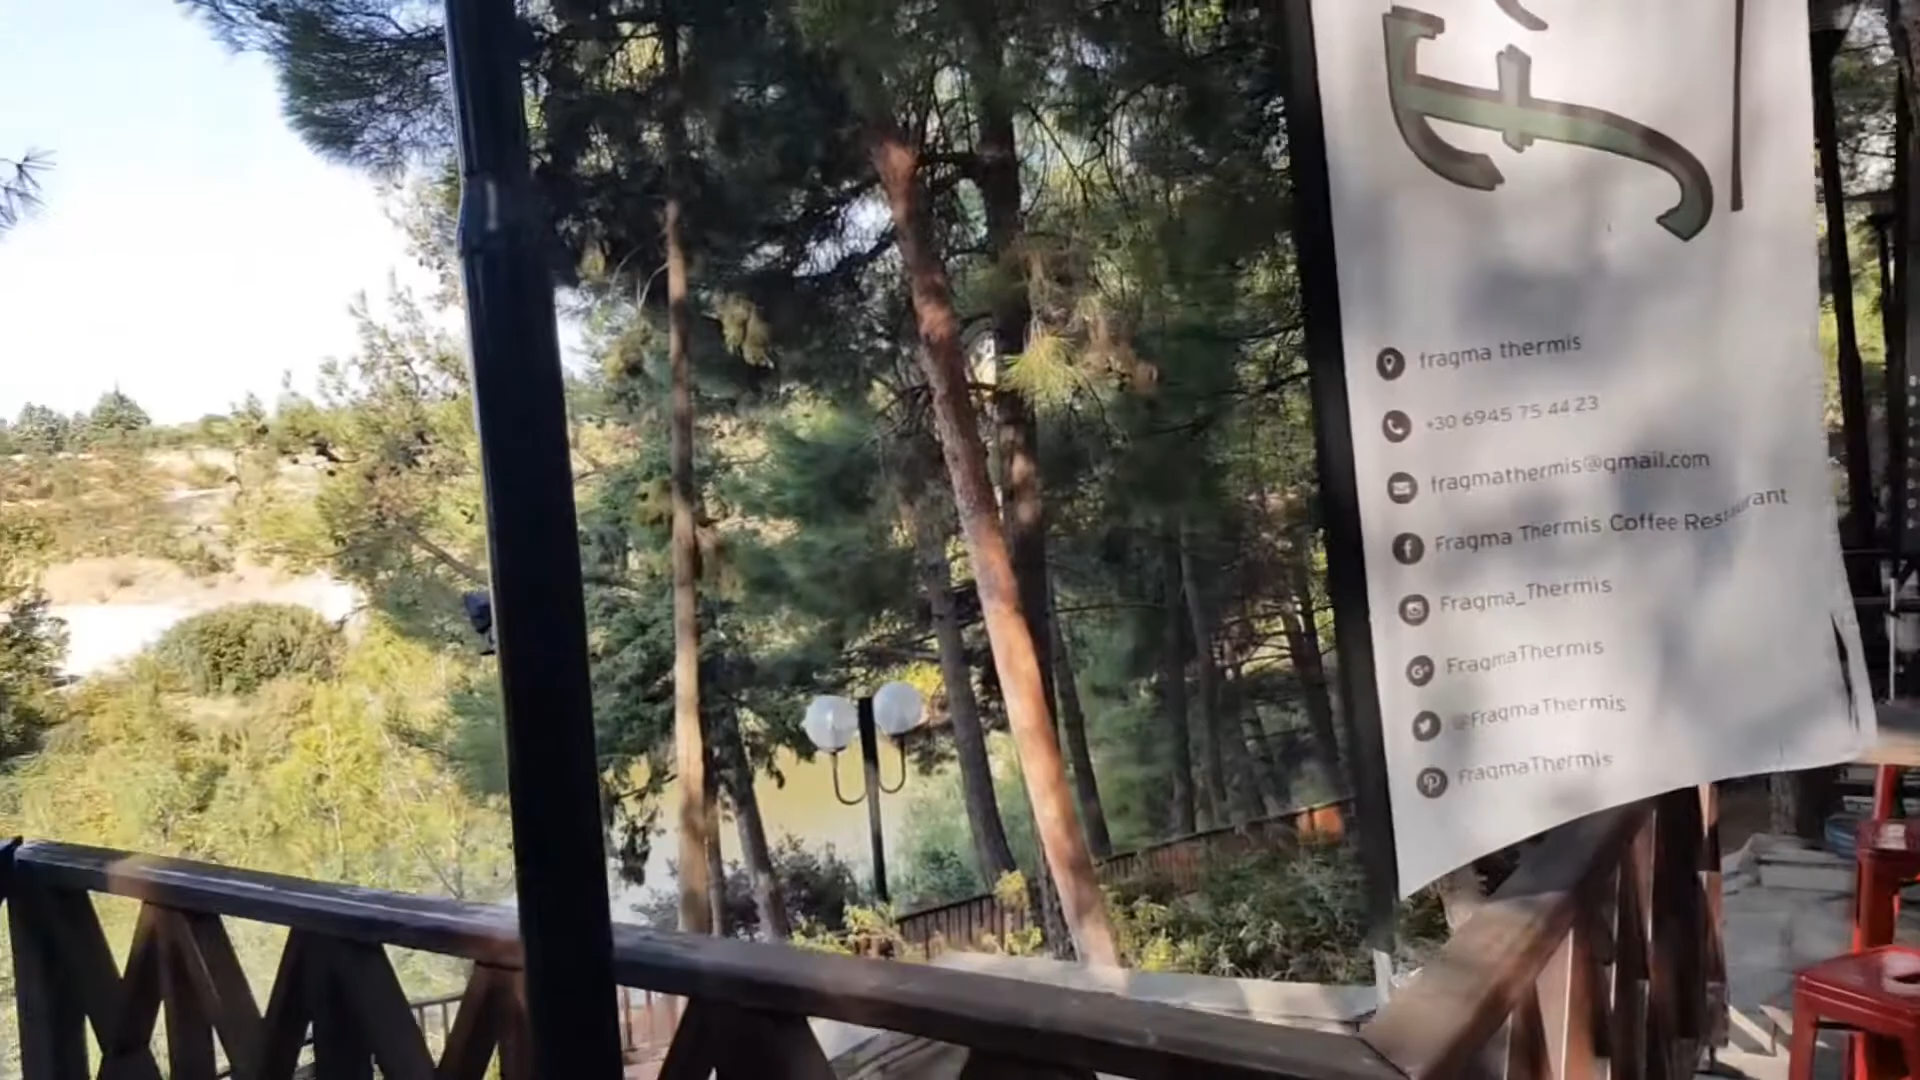 fragma thermis
+30 6945 75 44 23
fragmathermis@gmail.com
Fragma Thermis Coffee Restaurant
Fragma_Thermis
FragmaThermis
@FragmaThermis
FragmaThermis